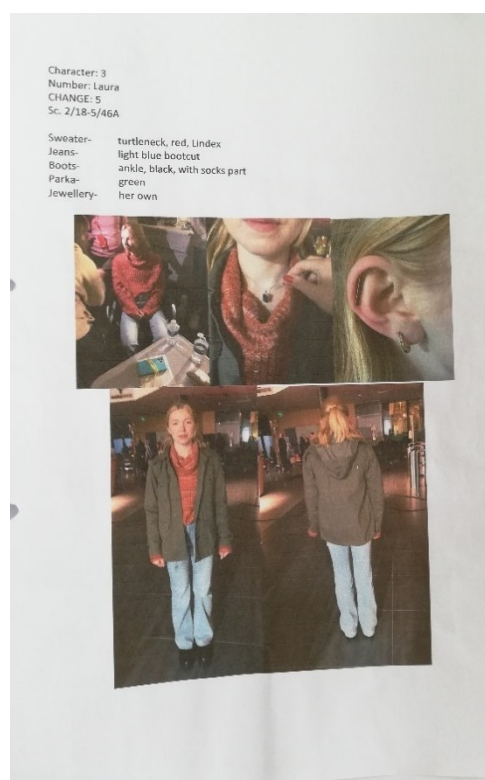 Character: 3
Number: Laura
CHANGE: 5
Sc. 2/18-5/46A
Sweater- turtleneck, red, Lindex
Jeans- light blue bootcut
Boots- ankle, black, with socks part
Parka- green
Jewellery- her own